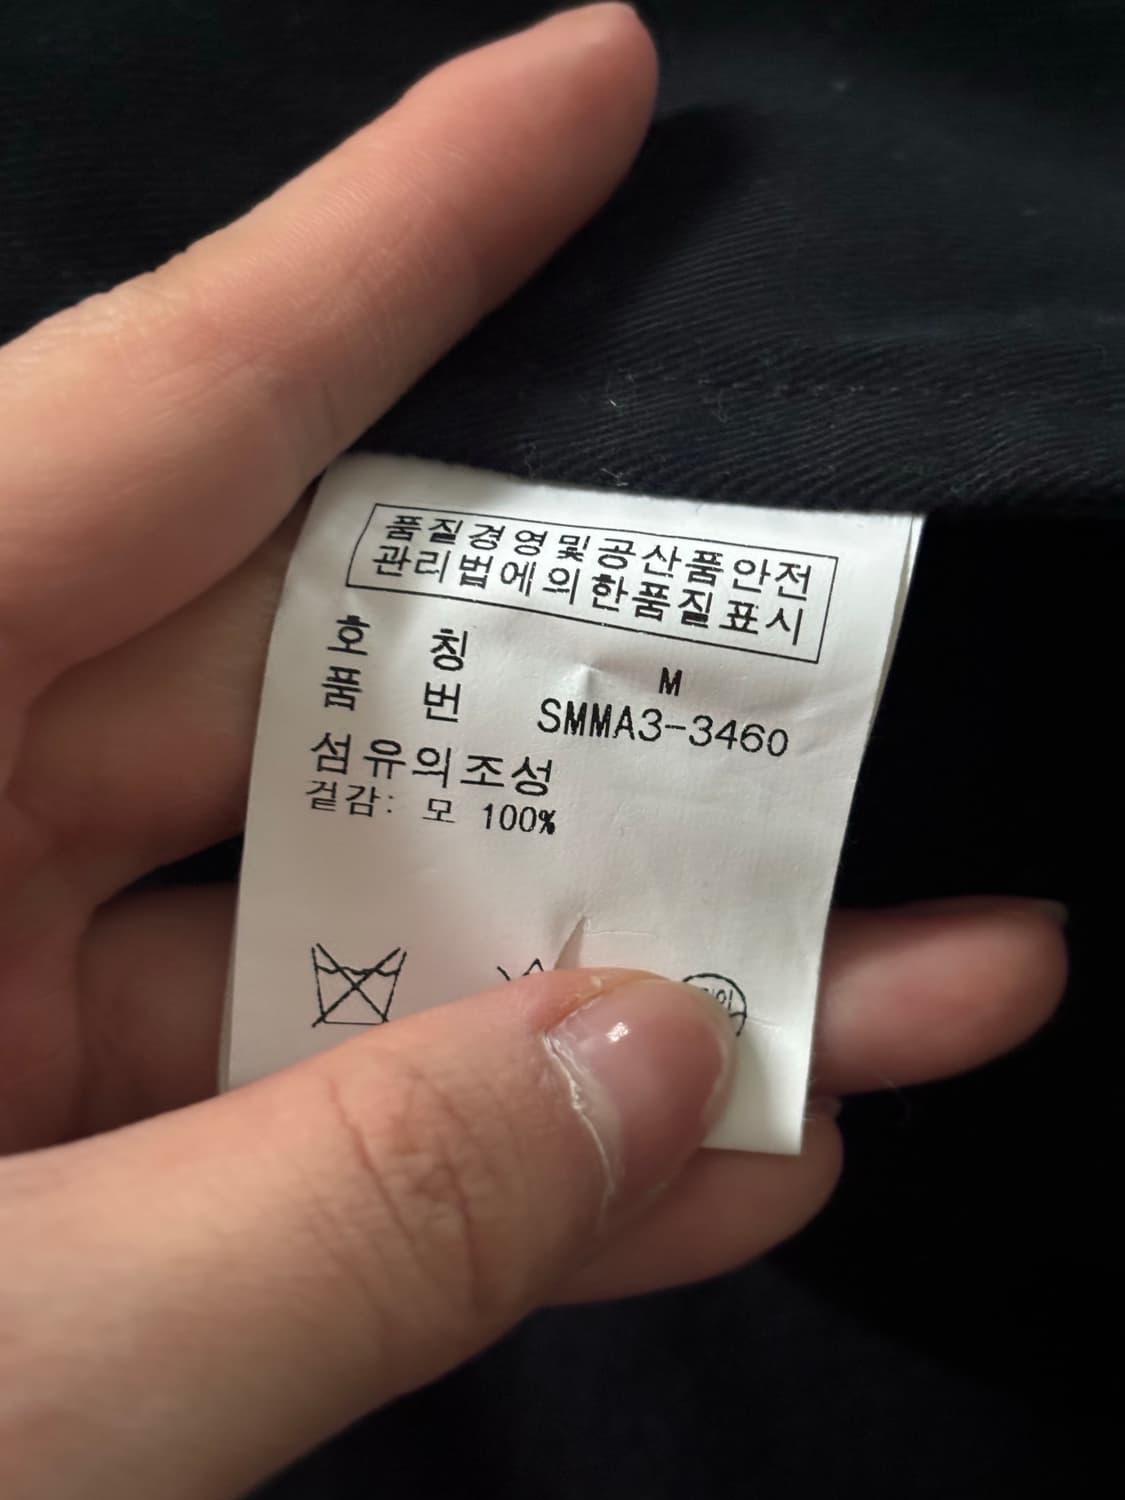 품질경영및공산품안전
관리법에의한품질표시
호 칭 M
품 번 SMMA3-3460
섬유의조성
겉감: 모 100%